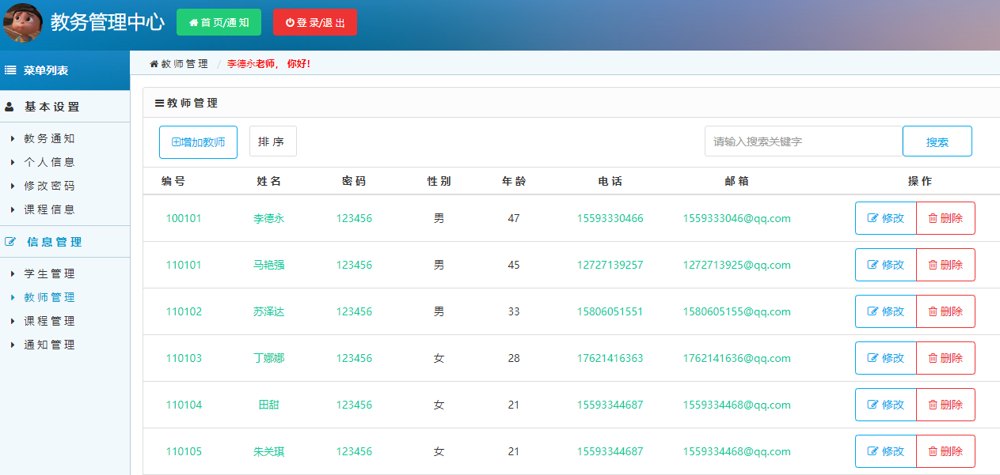 教务管理中心 首页/通知 登录/退出
菜单列表 教师管理 / 李德永老师， 你好！
基本设置
教师管理
教务通知
个人信息
修改密码
课程信息
信息管理
学生管理
教师管理
课程管理
通知管理
增加教师 排序 请输入搜索关键字 搜索
编号 姓名 密码 性别 年龄 电话 邮箱 操作
100101 李德永 123456 男 47 15593330466 1559333046@qq.com 修改 删除
110101 马艳强 123456 男 45 12727139257 1272713925@qq.com 修改 删除
110102 苏泽达 123456 男 33 15806051551 1580605155@qq.com 修改 删除
110103 丁娜娜 123456 女 28 17621416363 1762141636@qq.com 修改 删除
110104 田甜 123456 女 21 15593344687 1559334468@qq.com 修改 删除
110105 朱关琪 123456 女 21 15593344687 1559334468@qq.com 修改 删除